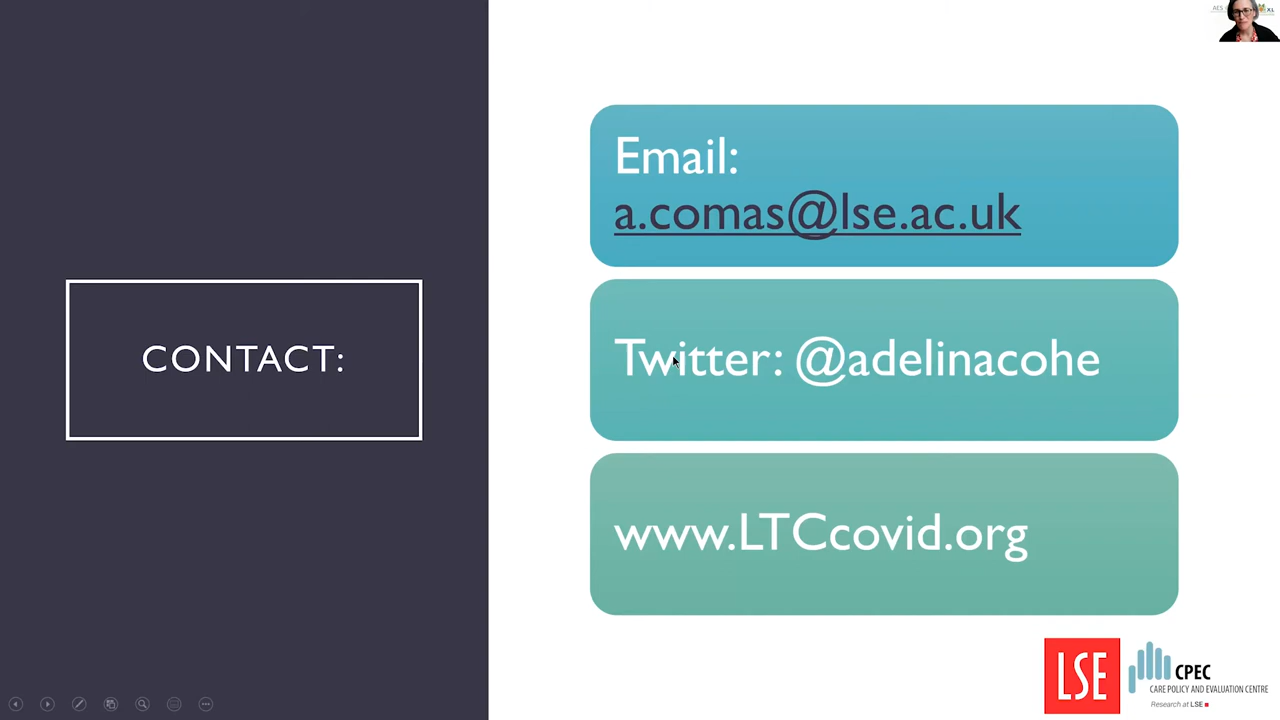 CONTACT:
Email:
a.comas@lse.ac.uk
Twitter: @adelinacohe
www.LTCcovid.org
LSE
CPEC
CARE POLICY AND EVALUATION CENTRE
Research at LSE